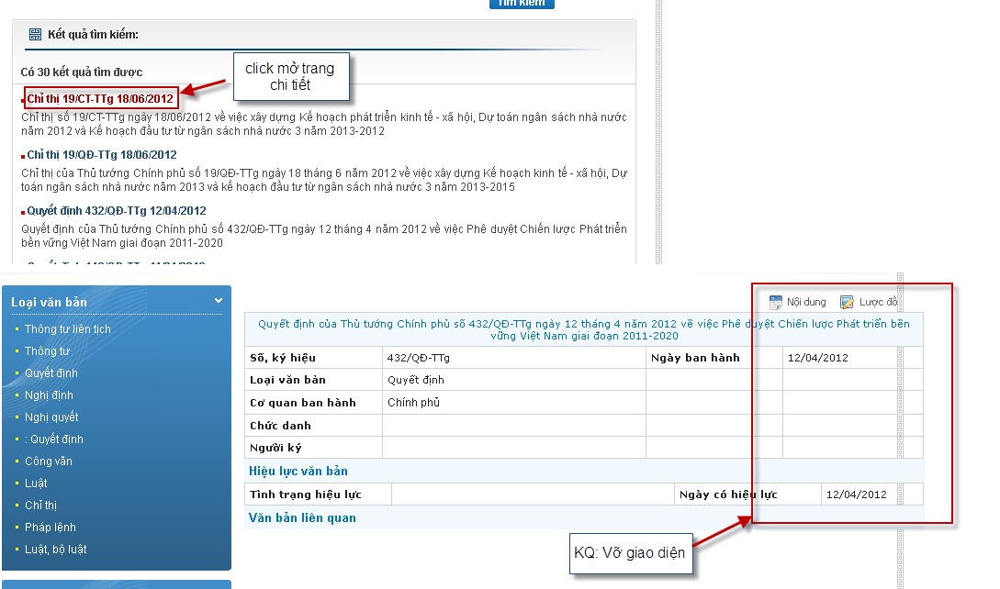 Tìm kiếm
Kết quả tìm kiếm:
Có 30 kết quả tìm được
click mở trang
chi tiết
Chỉ thị 19/CT-TTg 18/06/2012
Chỉ thị số 19/CT-TTg ngày 18/06/2012 về việc xây dựng Kế hoạch phát triển kinh tế - xã hội, Dự toán ngân sách nhà nước
năm 2012 và Kế hoạch đầu tư từ ngân sách nhà nước 3 năm 2013-2012
Chỉ thị 19/QĐ-TTg 18/06/2012
Chỉ thị của Thủ tướng Chính phủ số 19/QĐ-TTg ngày 18 tháng 6 năm 2012 về việc xây dựng Kế hoạch kinh tế - xã hội, Dự
toán ngân sách nhà nước năm 2013 và kế hoạch đầu tư từ ngân sách nhà nước 3 năm 2013-2015
Quyết định 432/QĐ-TTg 12/04/2012
Quyết định của Thủ tướng Chính phủ số 432/QĐ-TTg ngày 12 tháng 4 năm 2012 về việc Phê duyệt Chiến lược Phát triển
bền vững Việt Nam giai đoạn 2011-2020
Loại văn bản
Thông tư liên tịch
Thông tư
Quyết định
Nghị định
Nghị quyết
: Quyết định
Công văn
Luật
Chỉ thị
Pháp lệnh
Luật, bộ luật
Nội dung Lược đồ
Quyết định của Thủ tướng Chính phủ số 432/QĐ-TTg ngày 12 tháng 4 năm 2012 về việc Phê duyệt Chiến lược Phát triển bền
vững Việt Nam giai đoạn 2011-2020
Số, ký hiệu 432/QĐ-TTg Ngày ban hành 12/04/2012
Loại văn bản Quyết định
Cơ quan ban hành Chính phủ
Chức danh
Người ký
Hiệu lực văn bản
Tình trạng hiệu lực Ngày có hiệu lực 12/04/2012
Văn bản liên quan
KQ: Vỡ giao diện